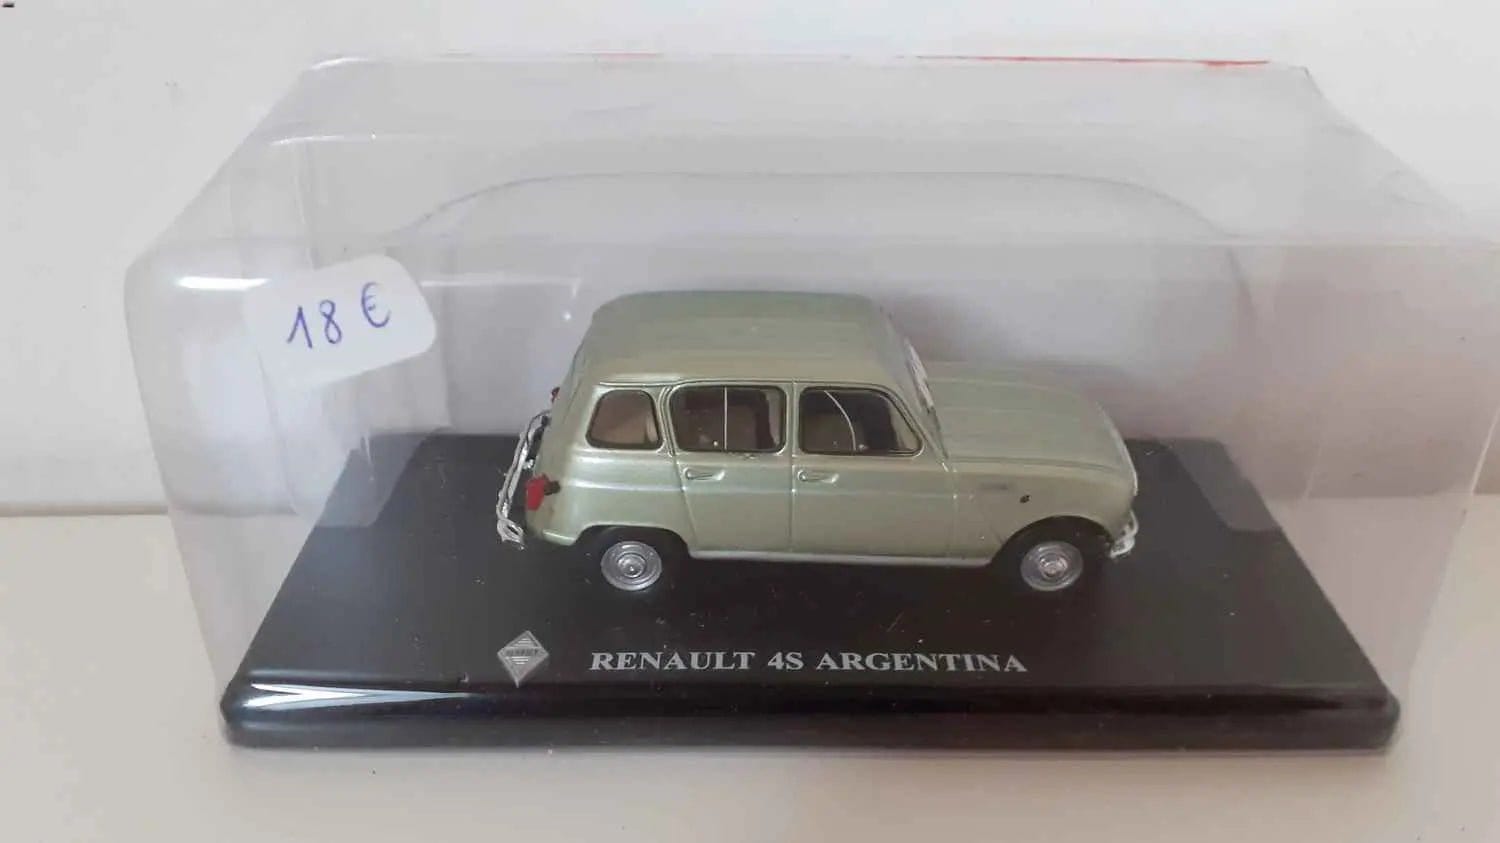 18 €
RENAULT 4S ARGENTINA